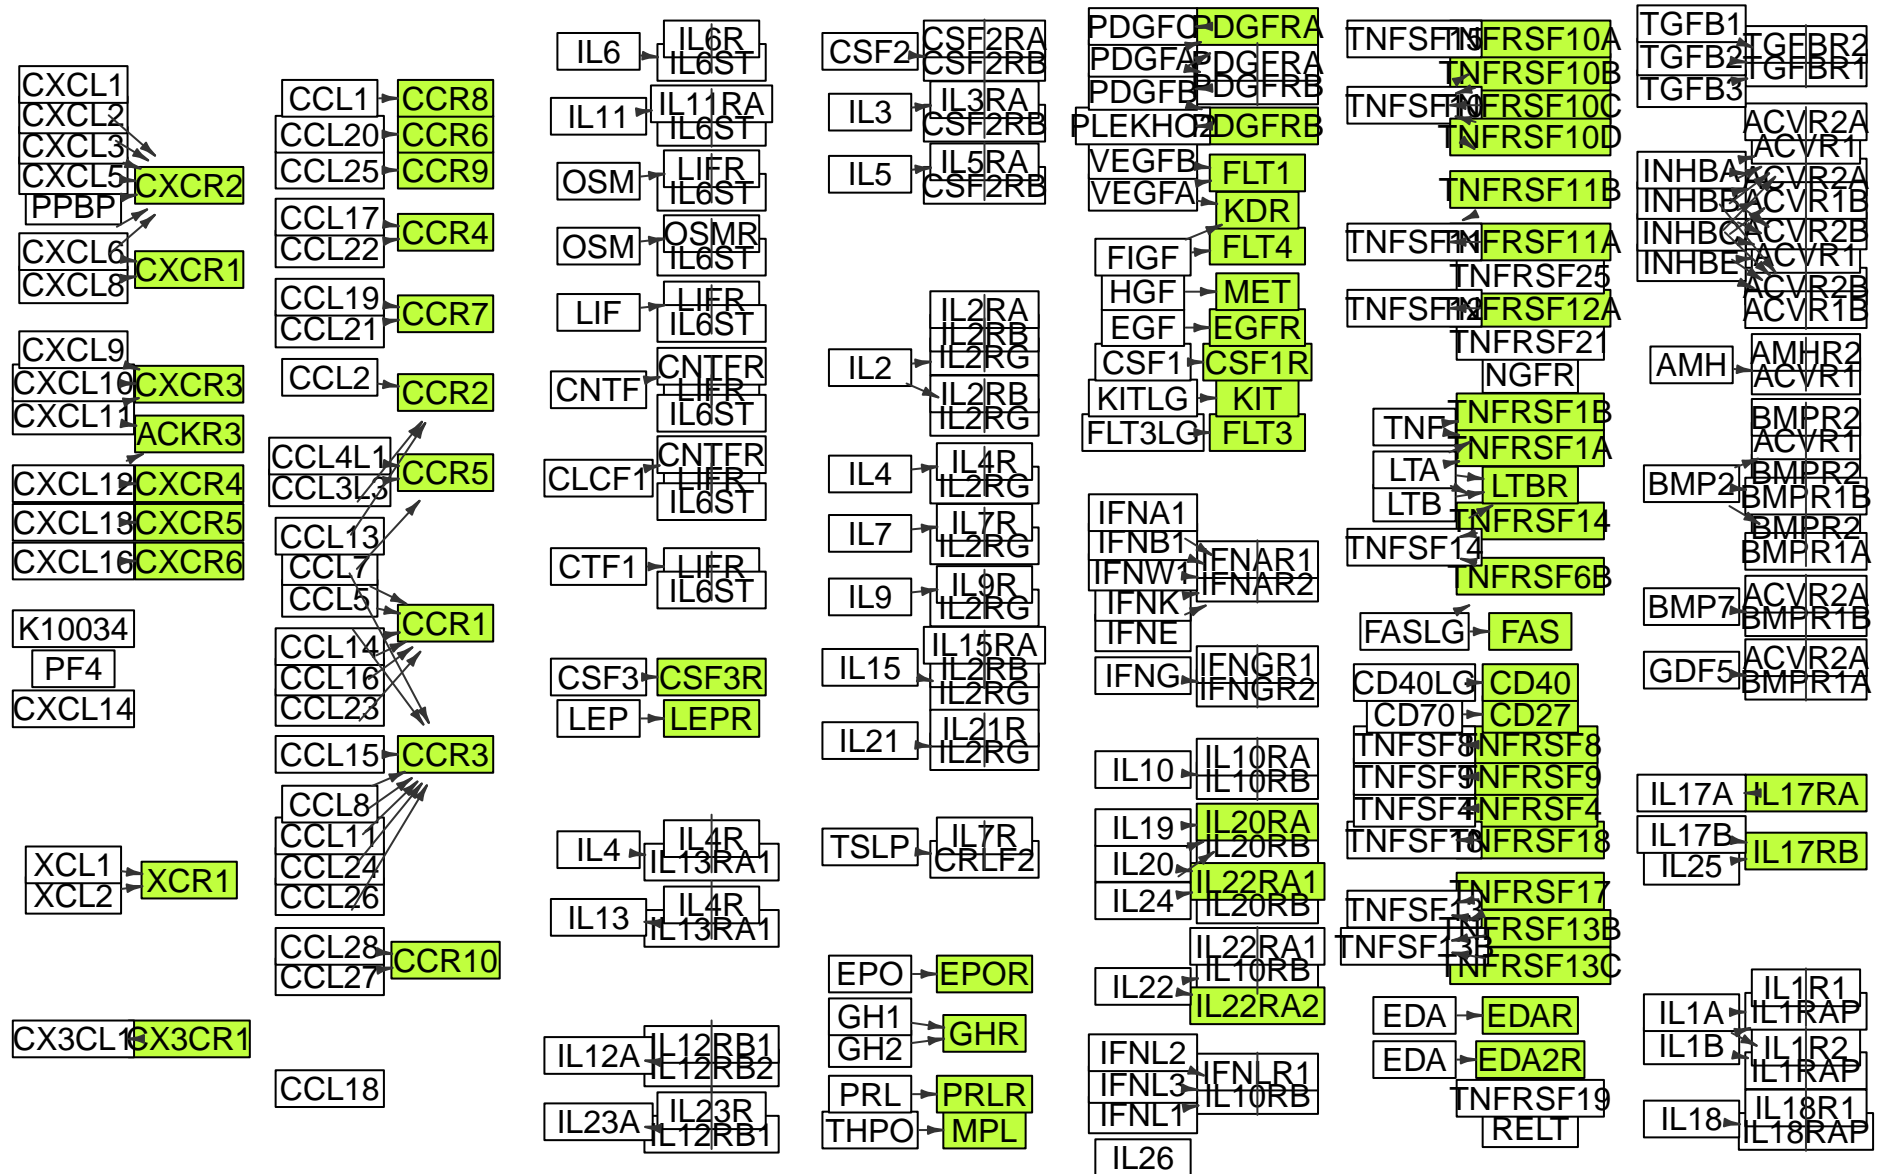 CXCL1
CXCL2
CXCL3
CXCL5
PPBP
CXCR2
CXCL6
CXCL8
CXCR1
CXCL9
CXCL10
CXCL11
CXCR3
ACKR3
CXCL12
CXCR4
CXCL13
CXCR5
CXCL16
CXCR6
K10034
PF4
CXCL14
XCL1
XCL2
XCR1
CX3CL1
CX3CR1
CCL1
CCR8
CCL20
CCR6
CCL25
CCR9
CCL17
CCL22
CCR4
CCL19
CCL21
CCR7
CCL2
CCR2
CCL4L1
CCL3L3
CCR5
CCL13
CCL7
CCL5
CCR1
CCL14
CCL16
CCL23
CCL15
CCR3
CCL8
CCL11
CCL24
CCL26
CCL28
CCL27
CCR10
CCL18
IL6
IL6R
IL6ST
IL11
IL11RA
IL6ST
OSM
LIFR
IL6ST
OSM
OSMR
IL6ST
LIF
LIFR
IL6ST
CNTF
CNTFR
LIFR
IL6ST
CLCF1
CNTFR
LIFR
IL6ST
CTF1
LIFR
IL6ST
CSF3
CSF3R
LEP
LEPR
IL4
IL4R
IL13RA1
IL13
IL4R
IL13RA1
IL12A
IL12RB1
IL12RB2
IL23A
IL23R
IL12RB1
CSF2
CSF2RA
CSF2RB
IL3
IL3RA
CSF2RB
IL5
IL5RA
CSF2RB
IL2
IL2RA
IL2RB
IL2RG
IL2RB
IL2RG
IL4
IL4R
IL2RG
IL7
IL7R
IL2RG
IL9
IL9R
IL2RG
IL15
IL15RA
IL2RB
IL2RG
IL21
IL21R
IL2RG
TSLP
IL7R
CRLF2
EPO
EPOR
GH1
GH2
GHR
PRL
PRLR
THPO
MPL
PDGFC
PDGFRA
PDGFA
PDGFRA
PDGFRB
PDGFB
PLEKHO2
PDGFRB
VEGFB
VEGFA
FLT1
KDR
FIGF
FLT4
HGF
MET
EGF
EGFR
CSF1
CSF1R
KITLG
KIT
FLT3LG
FLT3
IFNA1
IFNB1
IFNW1
IFNK
IFNE
IFNAR1
IFNAR2
IFNG
IFNGR1
IFNGR2
IL10
IL10RA
IL10RB
IL19
IL20RA
IL20RB
IL20
IL24
IL22RA1
IL20RB
IL22RA1
IL10RB
IL22
IL22RA2
IFNL2
IFNL3
IFNL1
IFNLR1
IL10RB
IL26
TNFSF15
TNFRSF10A
TNFRSF10B
TNFSF10
TNFRSF10C
TNFRSF10D
TNFRSF11B
TNFSF11
TNFRSF11A
TNFRSF25
TNFSF12
TNFRSF12A
TNFRSF21
NGFR
TNF
TNFRSF1B
TNFRSF1A
LTA
LTB
LTBR
TNFRSF14
TNFSF14
TNFRSF6B
FASLG
FAS
CD40LG
CD40
CD70
CD27
TNFSF8
TNFRSF8
TNFSF9
TNFRSF9
TNFSF4
TNFRSF4
TNFSF18
TNFRSF18
TNFRSF17
TNFSF13
TNFRSF13B
TNFSF13B
TNFRSF13C
EDA
EDAR
EDA
EDA2R
TNFRSF19
RELT
TGFB1
TGFB2
TGFB3
TGFBR2
TGFBR1
INHBA
INHBB
INHBC
INHBE
ACVR2A
ACVR1
ACVR2A
ACVR1B
ACVR2B
ACVR1
ACVR2B
ACVR1B
AMH
AMHR2
ACVR1
BMP2
BMPR2
ACVR1
BMPR2
BMPR1B
BMPR2
BMPR1A
BMP7
ACVR2A
BMPR1B
GDF5
ACVR2A
BMPR1A
IL17A
IL17RA
IL17B
IL25
IL17RB
IL1A
IL1B
IL1R1
IL1RAP
IL1R2
IL1RAP
IL18
IL18R1
IL18RAP